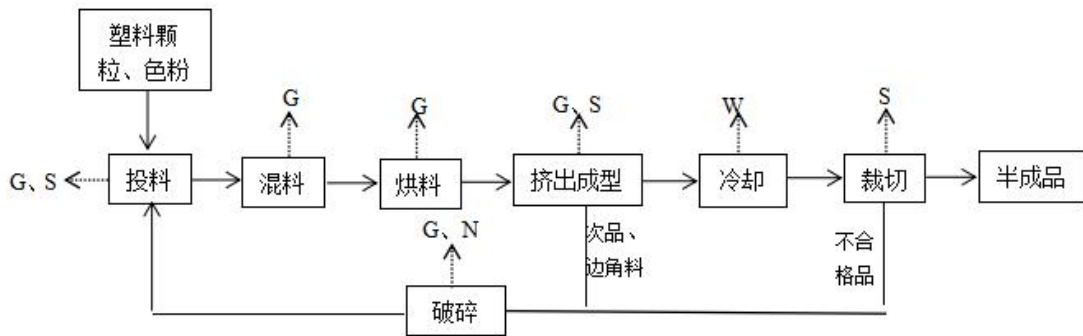 塑料颗
粒、色粉
G
G
G、S
W
S
G、S
投料
混料
烘料
挤出成型
冷却
裁切
半成品
G、N
次品、
边角料
不合
格品
破碎